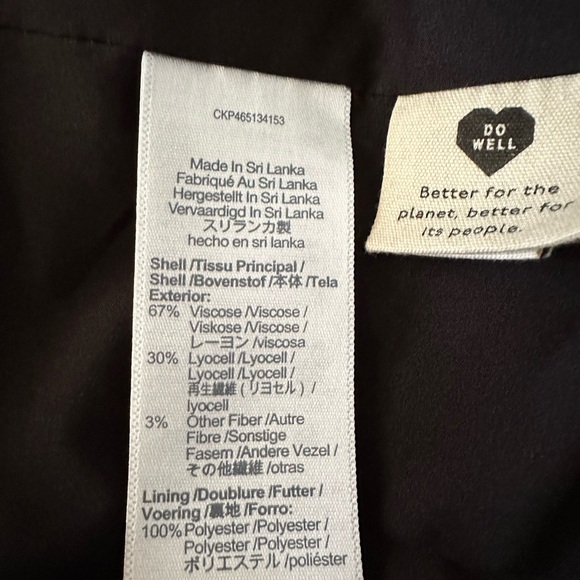 CKP465134153
Made In Sri Lanka
Fabriqué Au Sri Lanka
Hergestellt In Sri Lanka
Vervaardigd In Sri Lanka
スリランカ製
hecho en sri lanka
Shell /Tissu Principal /
Shell /Bovenstof /本体 /Tela
Exterior:
67% Viscose /Viscose /
Viskose /Viscose /
レーヨン /viscosa
30% Lyocell /Lyocell /
Lyocell /Lyocell /
再生繊維 ( リヨセル ) /
lyocell
3% Other Fiber /Autre
Fibre /Sonstige
Fasern /Andere Vezel /
その他繊維 /otras
Lining /Doublure /Futter /
Voering /裏地 /Forro:
100% Polyester /Polyester /
Polyester /Polyester /
ポリエステル /poliéster
DO
WELL
Better for the
planet, better for
its people.